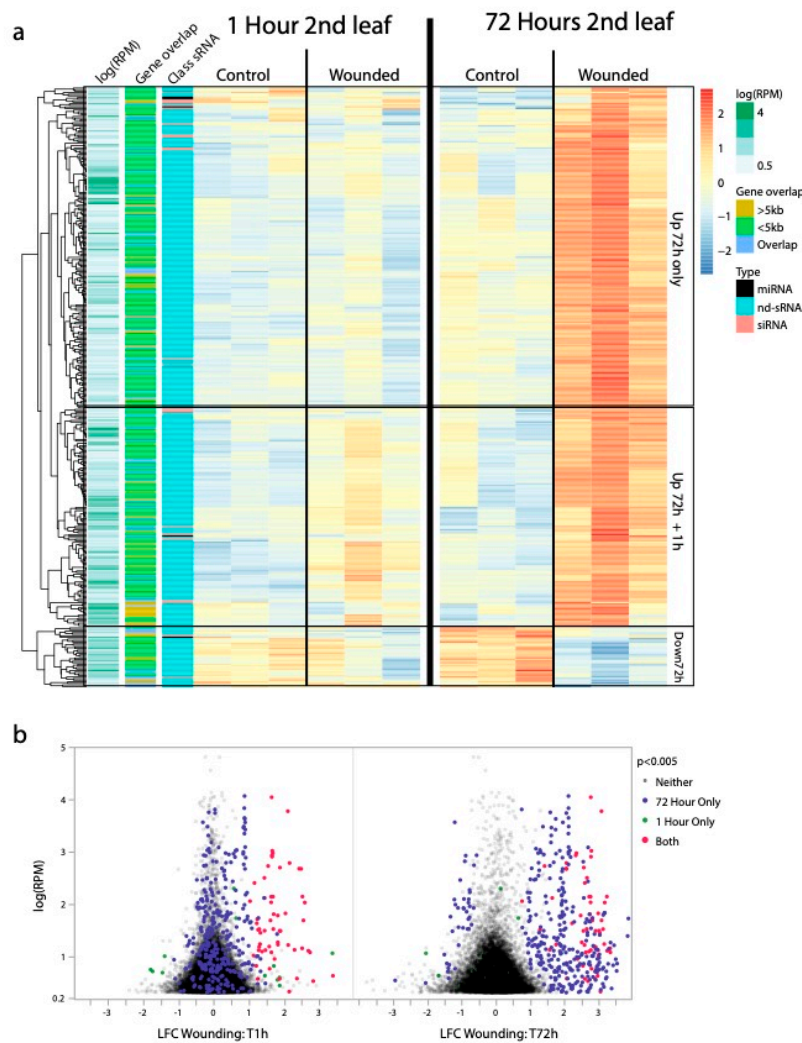 a
1 Hour 2nd leaf
72 Hours 2nd leaf
log(RPM)
Gene overlap
Class sRNA
Control
Wounded
Control
Wounded
Up 72h only
Up 72h + 1h
Down72h
2
1
0
−1
−2
log(RPM)
4
0.5
Gene overlap
>5kb
<5kb
Overlap
Type
miRNA
nd-sRNA
siRNA
b
log(RPM)
5
4
3
2
1
0.2
-3 -2 -1 0 1 2 3
-3 -2 -1 0 1 2 3
LFC Wounding: T1h
LFC Wounding: T72h
p<0.005
Neither
72 Hour Only
1 Hour Only
Both